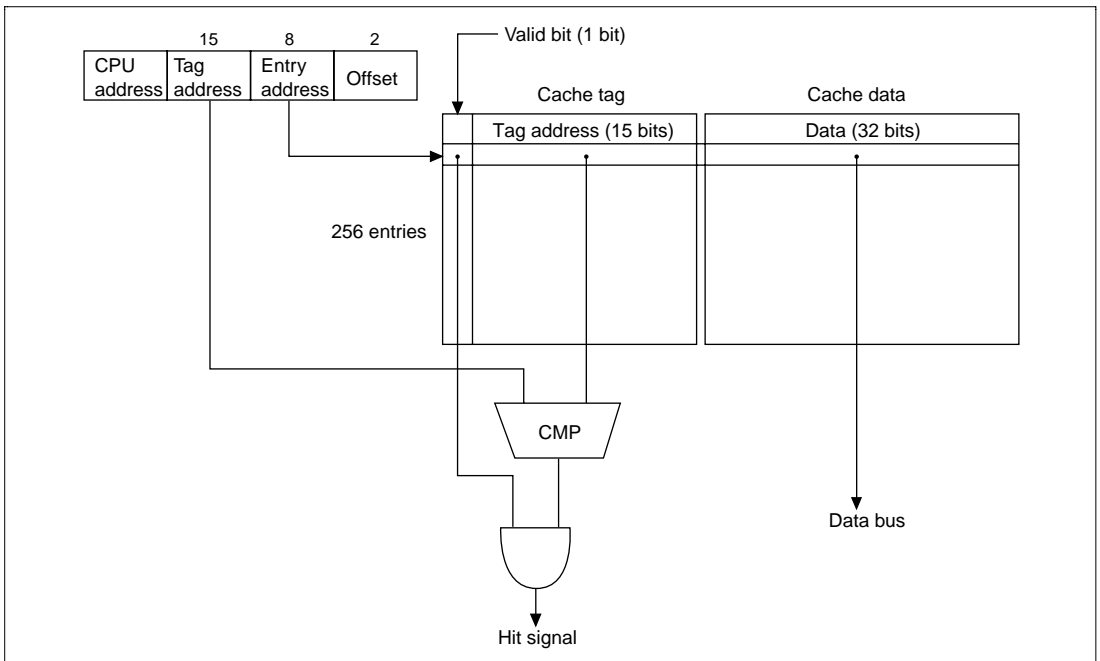 Valid bit (1 bit)
15 8 2
CPU address
Tag address
Entry address
Offset
Cache tag
Cache data
Tag address (15 bits)
Data (32 bits)
256 entries
CMP
Data bus
Hit signal